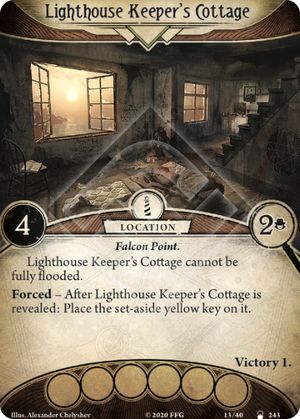 Lighthouse Keeper's Cottage
4
LOCATION
2
Falcon Point.
Lighthouse Keeper's Cottage cannot be
fully flooded.
Forced – After Lighthouse Keeper's Cottage is
revealed: Place the set-aside yellow key on it.
Victory 1.
Illus. Alexander Chelyshev
© 2020 FFG
13/40
243